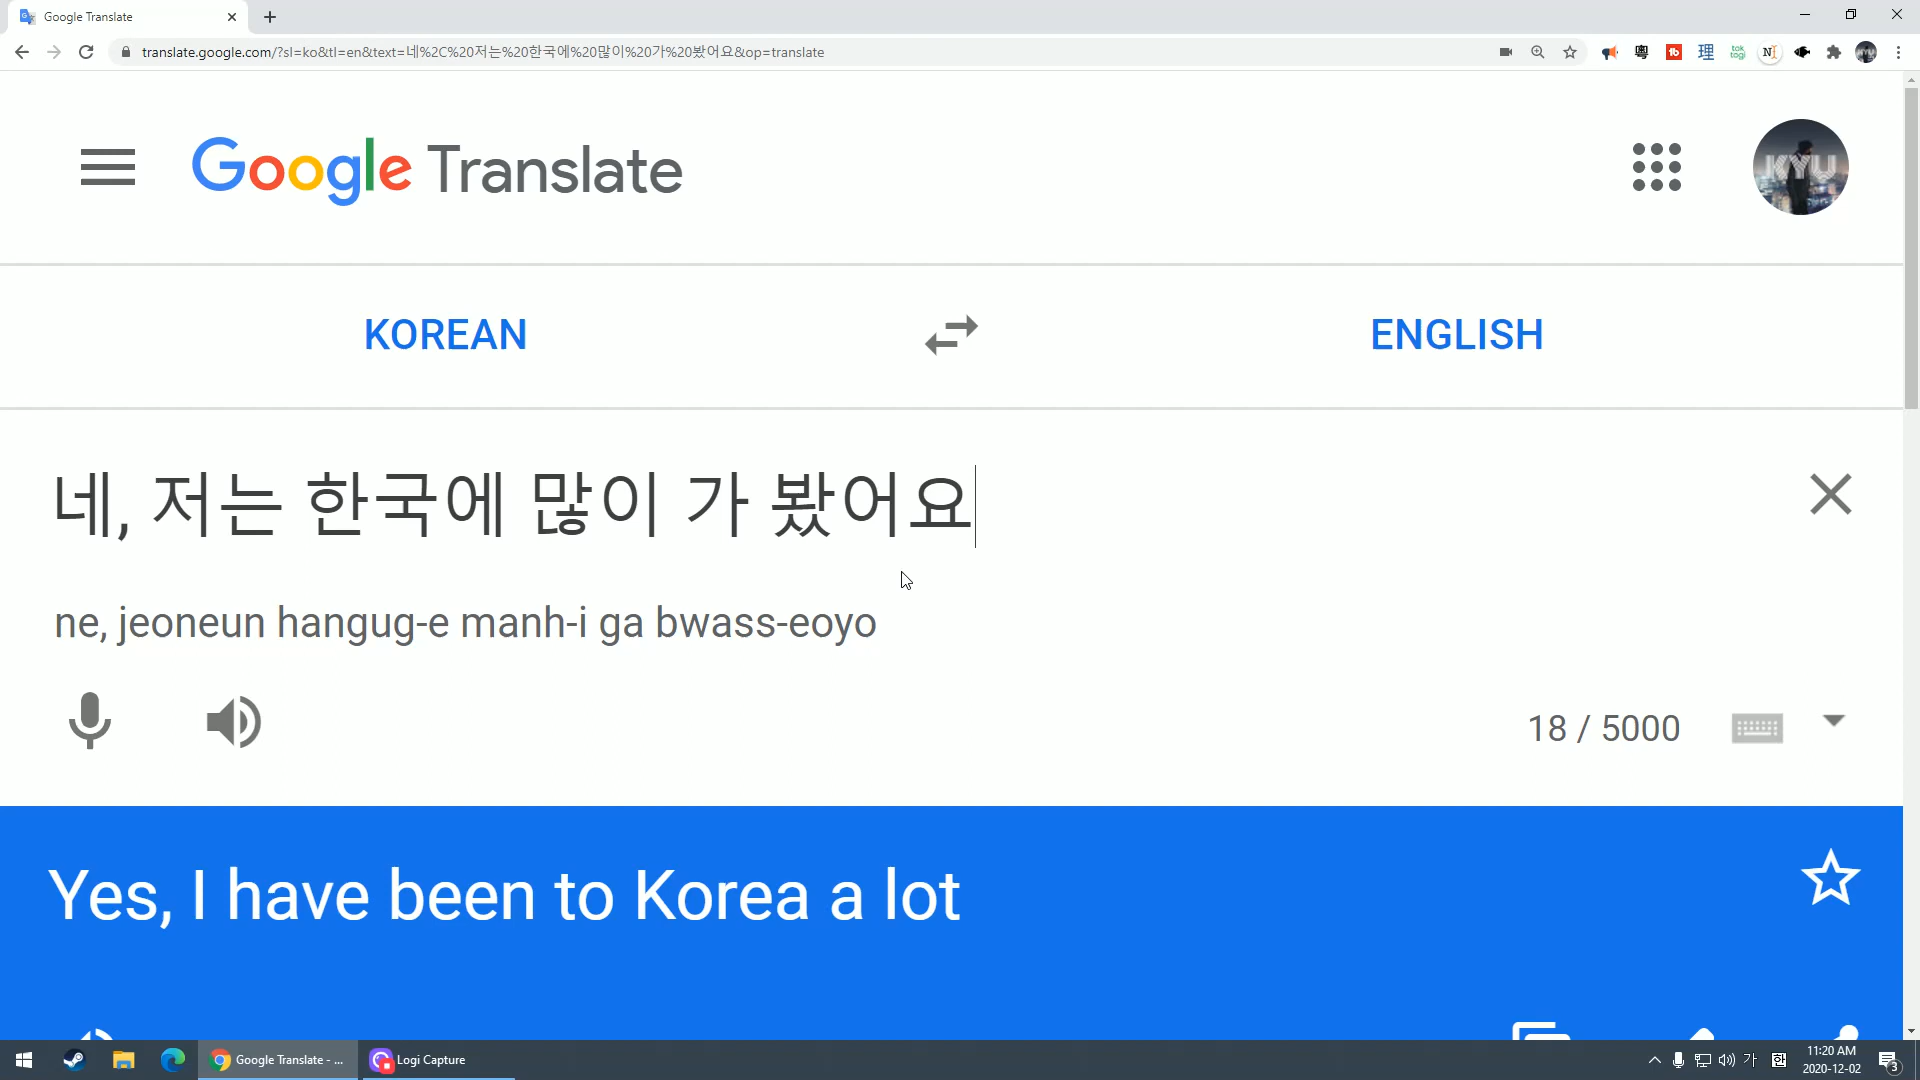 Google Translate
translate.google.com/?sl=ko&tl=en&text=네%2C%20저는%20한국에%20많이%20가%20봤어요&op=translate
Google Translate
KYU
KOREAN
ENGLISH
네, 저는 한국에 많이 가 봤어요
ne, jeoneun hangug-e manh-i ga bwass-eoyo
18 / 5000
Yes, I have been to Korea a lot
Google Translate - ...
Logi Capture
가
11:20 AM
2020-12-02
3